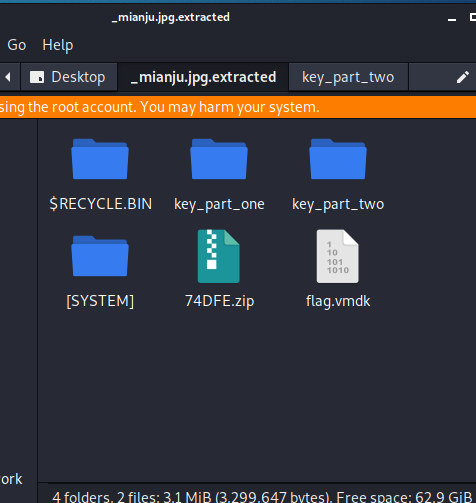 _mianju.jpg.extracted
Go Help
Desktop _mianju.jpg.extracted key_part_two
sing the root account. You may harm your system.
$RECYCLE.BIN key_part_one key_part_two
1
10
101
1010
[SYSTEM] 74DFE.zip flag.vmdk
ork
4 folders, 2 files: 3.1 MiB (3,299,647 bytes), Free space: 62.9 GiB